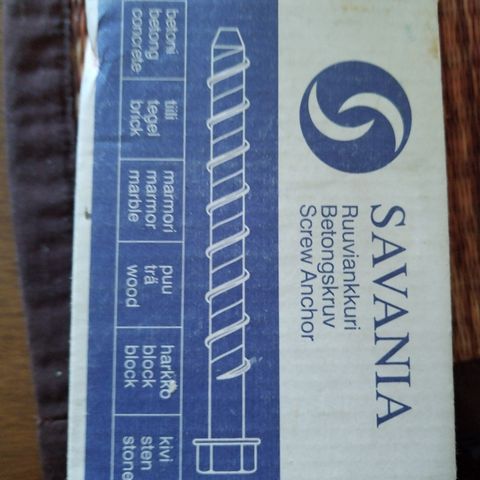 SAVANIA
Ruuviankkuri
Betongskruv
Screw Anchor
betoni
betong
concrete
tiili
tegel
brick
marmori
marmor
marble
puu
trä
wood
harkko
block
block
kivi
sten
stone